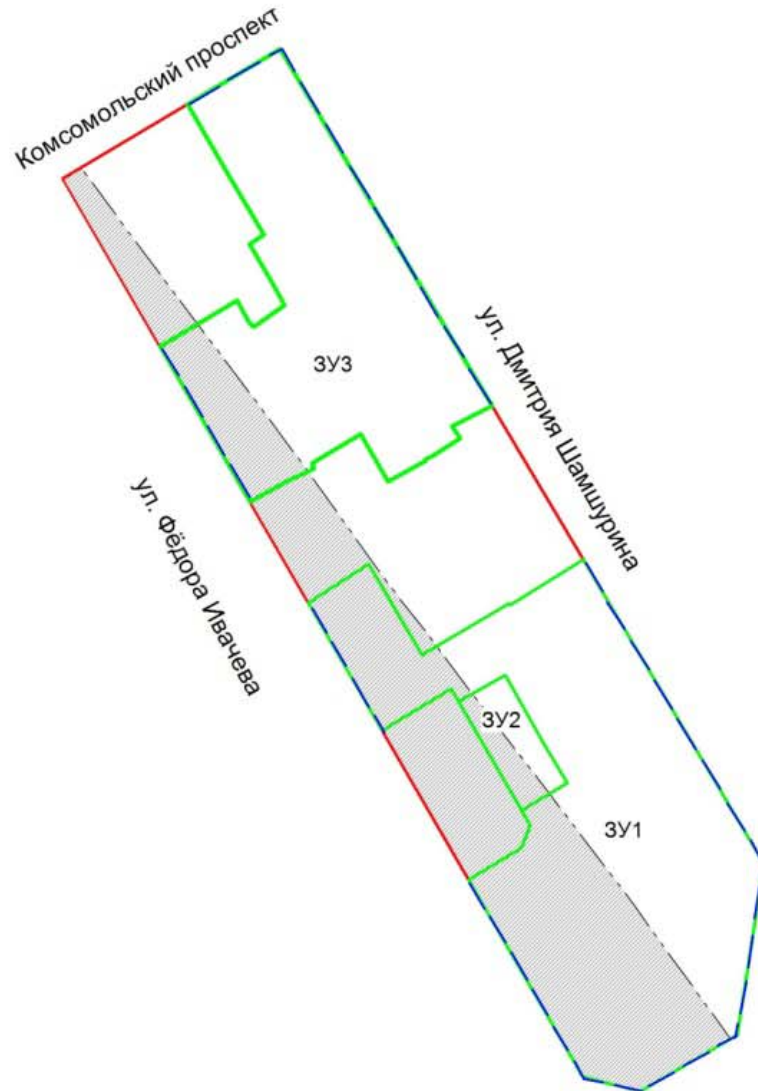 Комсомольский проспект
ЗУ3
ул. Дмитрия Шамшурина
ул. Фёдора Ивачева
ЗУ2
ЗУ1